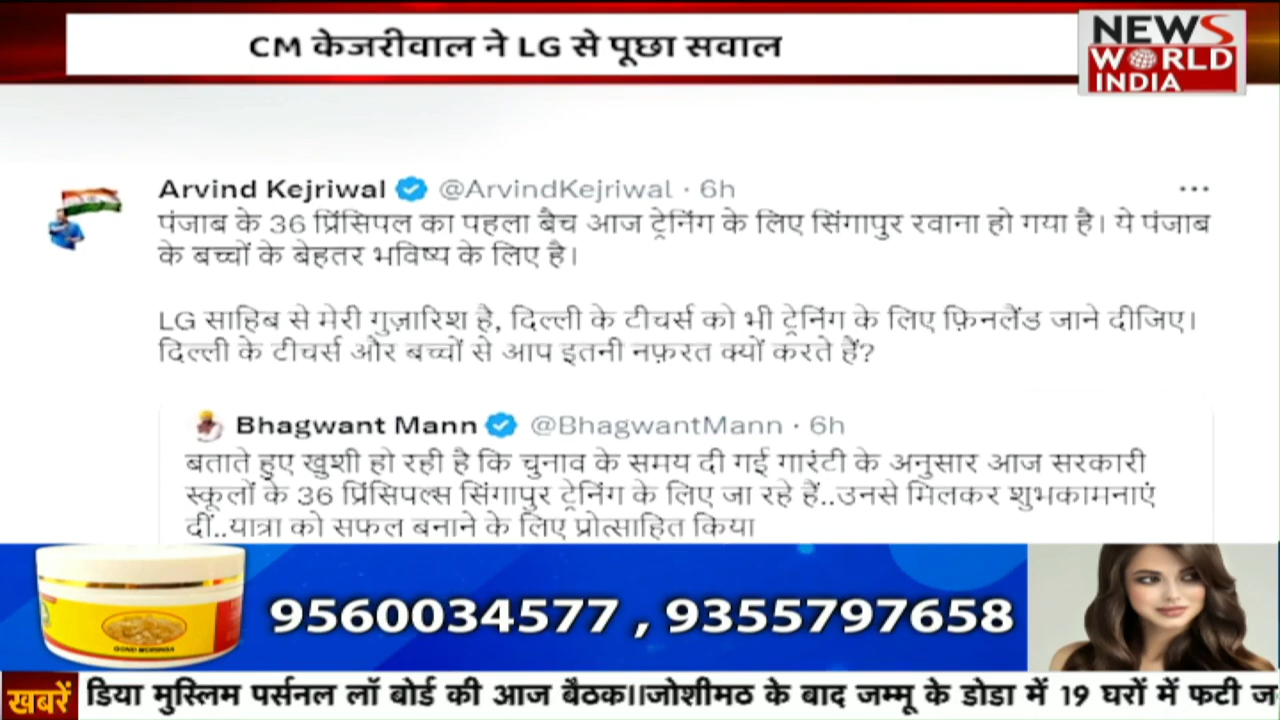 CM केजरीवाल ने LG से पूछा सवाल
NEWS
WORLD
INDIA
Arvind Kejriwal @ArvindKejriwal · 6h
पंजाब के 36 प्रिंसिपल का पहला बैच आज ट्रेनिंग के लिए सिंगापुर रवाना हो गया है। ये पंजाब
के बच्चों के बेहतर भविष्य के लिए है।
LG साहिब से मेरी गुज़ारिश है, दिल्ली के टीचर्स को भी ट्रेनिंग के लिए फ़िनलैंड जाने दीजिए।
दिल्ली के टीचर्स और बच्चों से आप इतनी नफ़रत क्यों करते हैं?
Bhagwant Mann @BhagwantMann · 6h
बताते हुए खुशी हो रही है कि चुनाव के समय दी गई गारंटी के अनुसार आज सरकारी
स्कूलों के 36 प्रिंसिपल्स सिंगापुर ट्रेनिंग के लिए जा रहे हैं..उनसे मिलकर शुभकामनाएं
दीं..यात्रा को सफल बनाने के लिए प्रोत्साहित किया
GOND MORINGA
9560034577 , 9355797658
खबरें डिया मुस्लिम पर्सनल लॉ बोर्ड की आज बैठक।।जोशीमठ के बाद जम्मू के डोडा में 19 घरों में फटी ज